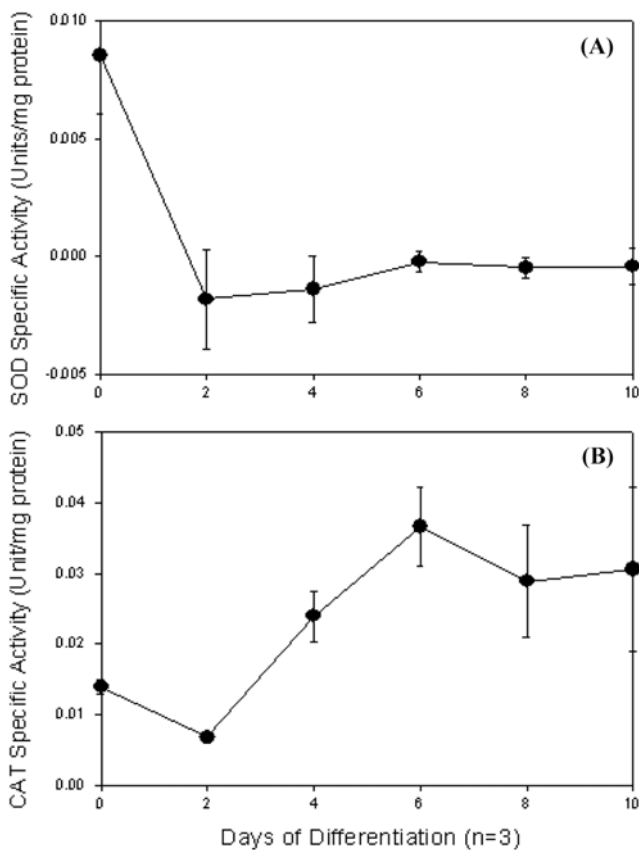 (A)
SOD Specific Activity (Units/mg protein)
0.010
0.005
0.000
-0.005
0 2 4 6 8 10
(B)
CAT Specific Activity (Unit/mg protein)
0.05
0.04
0.03
0.02
0.01
0.00
0 2 4 6 8 10
Days of Differentiation (n=3)